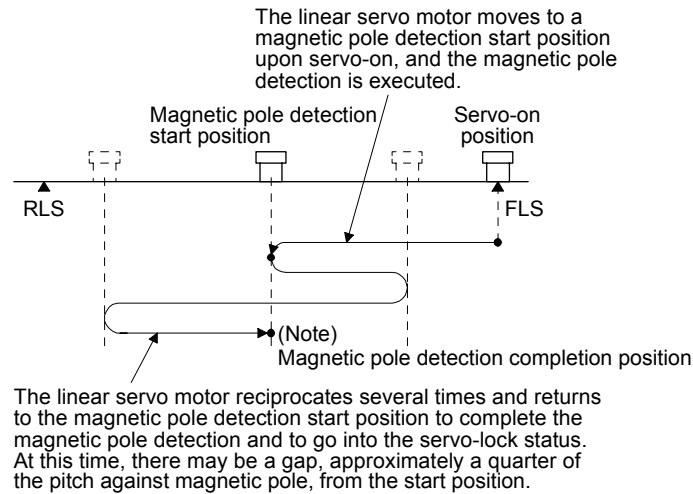 The linear servo motor moves to a
magnetic pole detection start position
upon servo-on, and the magnetic pole
detection is executed.
Magnetic pole detection
start position
Servo-on
position
RLS
FLS
(Note)
Magnetic pole detection completion position
The linear servo motor reciprocates several times and returns
to the magnetic pole detection start position to complete the
magnetic pole detection and to go into the servo-lock status.
At this time, there may be a gap, approximately a quarter of
the pitch against magnetic pole, from the start position.